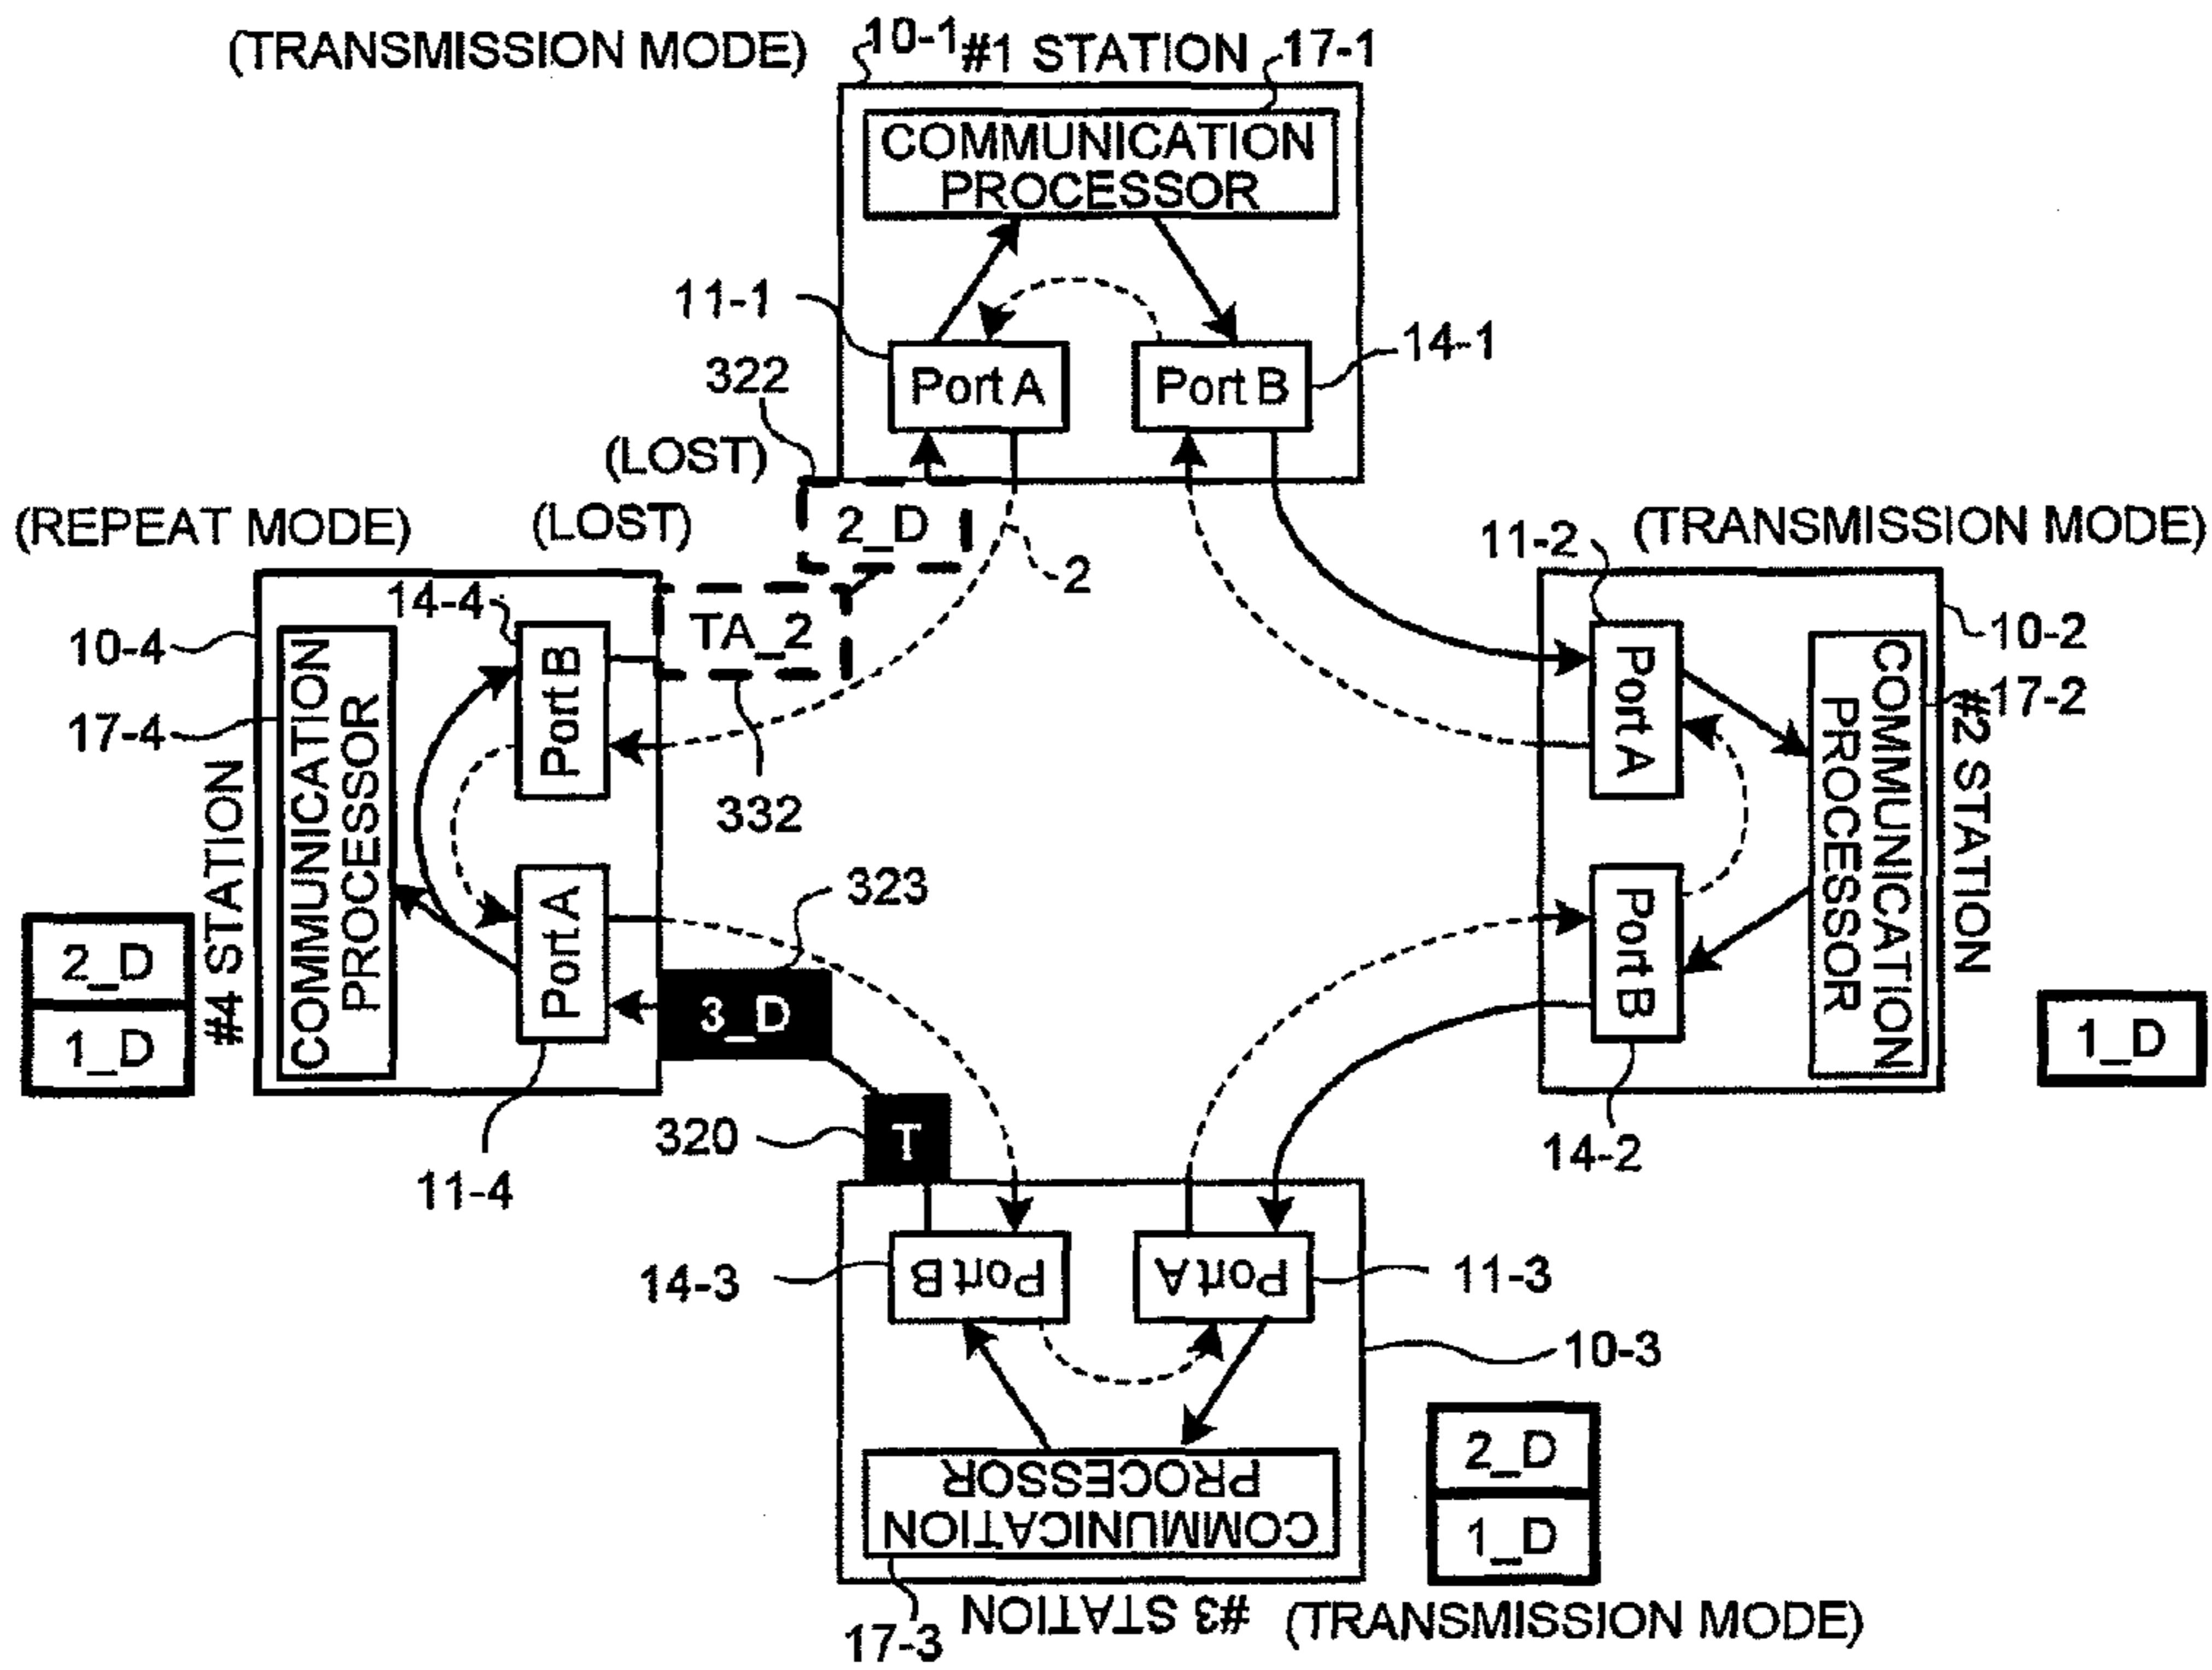 (TRANSMISSION MODE)
10-1
#1 STATION
17-1
COMMUNICATION
PROCESSOR
11-1
Port A
Port B
14-1
322
(LOST)
2_D
2
(REPEAT MODE)
(LOST)
TA_2
332
14-4
10-4
17-4
Port B
COMMUNICATION
PROCESSOR
#4 STATION
Port A
11-4
2_D
1_D
323
3_D
320
T
11-2
(TRANSMISSION MODE)
10-2
17-2
Port A
COMMUNICATION
PROCESSOR
#2 STATION
Port B
14-2
1_D
14-3
Port B
Port A
11-3
10-3
COMMUNICATION
PROCESSOR
17-3
#3 STATION
(TRANSMISSION MODE)
2_D
1_D